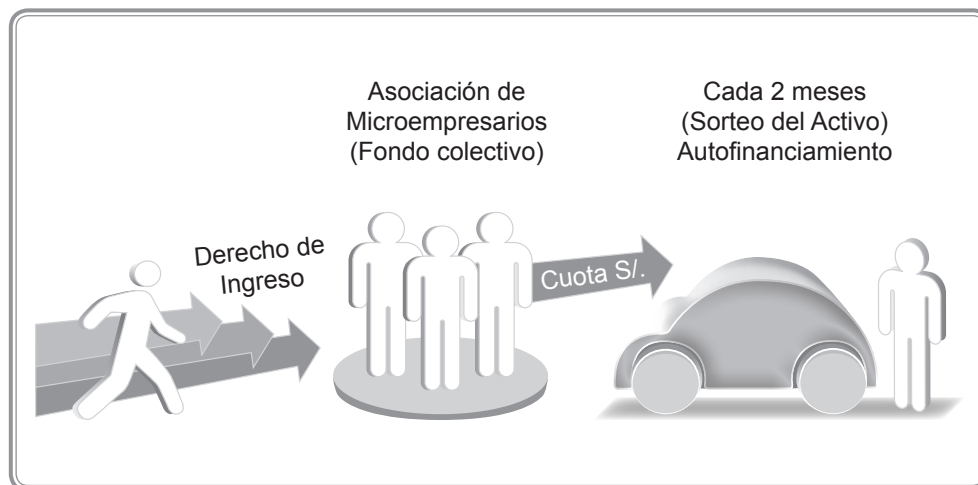 Asociación de
Microempresarios
(Fondo colectivo)
Cada 2 meses
(Sorteo del Activo)
Autofinanciamiento
Derecho de
Ingreso
Cuota S/.